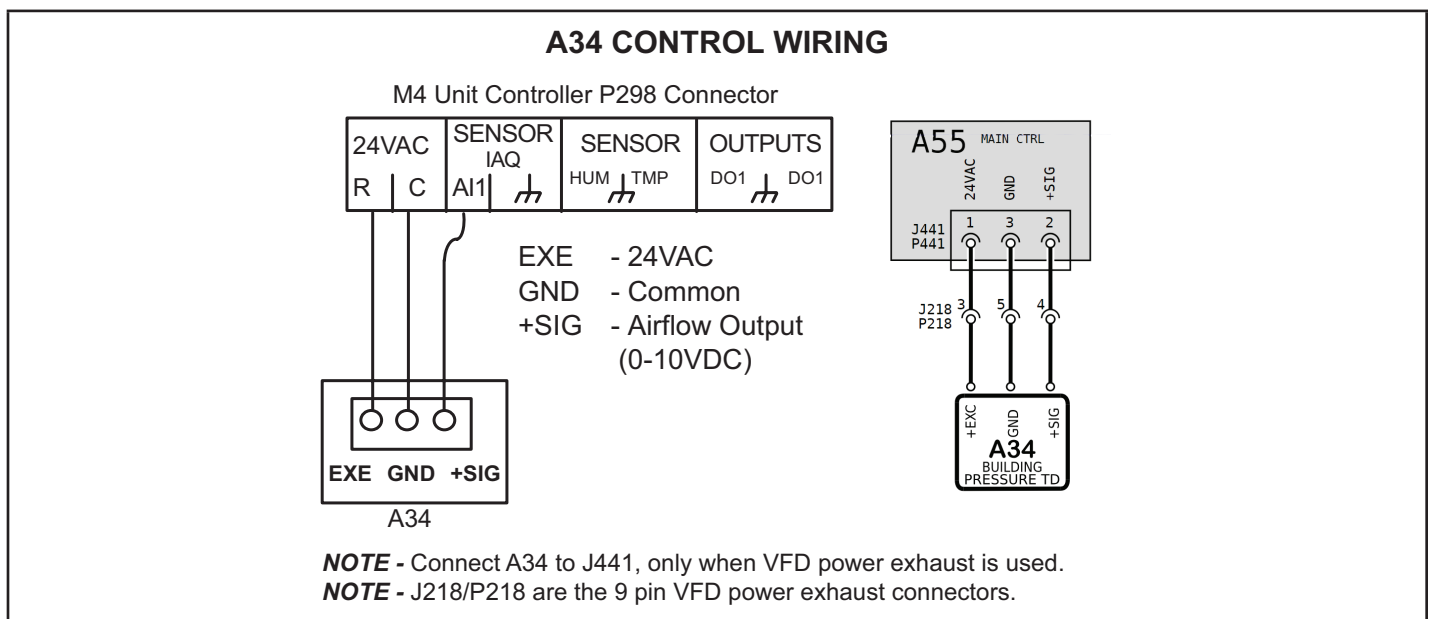 A34 CONTROL WIRING
M4 Unit Controller P298 Connector
24VAC
R C
SENSOR
IAQ
AI1
SENSOR
HUM TMP
OUTPUTS
DO1 DO1
EXE - 24VAC
GND - Common
+SIG - Airflow Output
(0-10VDC)
EXE GND +SIG
A34
A55 MAIN CTRL
24VAC
GND
+SIG
J441 1 3 2
P441
J218 3 5 4
P218
+EXC
GND
+SIG
A34
BUILDING
PRESSURE TD
NOTE - Connect A34 to J441, only when VFD power exhaust is used.
NOTE - J218/P218 are the 9 pin VFD power exhaust connectors.